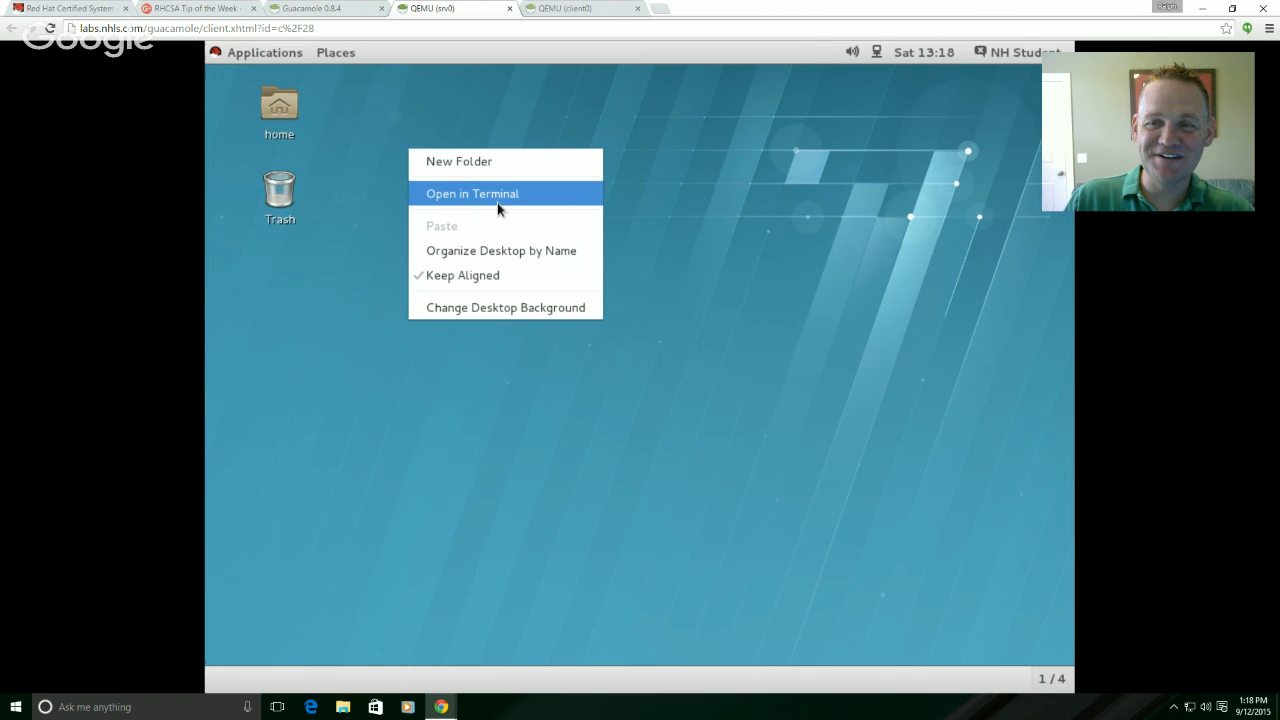 Red Hat Certified System
RHCSA Tip of the Week -
Guacamole 0.8.4
QEMU (srv0)
QEMU (client0)
Ralph
labs.nhls.com/guacamole/client.xhtml?id=c%2F28
Google
Applications Places
Sat 13:18
NH Student
home
Trash
New Folder
Open in Terminal
Paste
Organize Desktop by Name
Keep Aligned
Change Desktop Background
1 / 4
Ask me anything
1:18 PM
9/12/2015